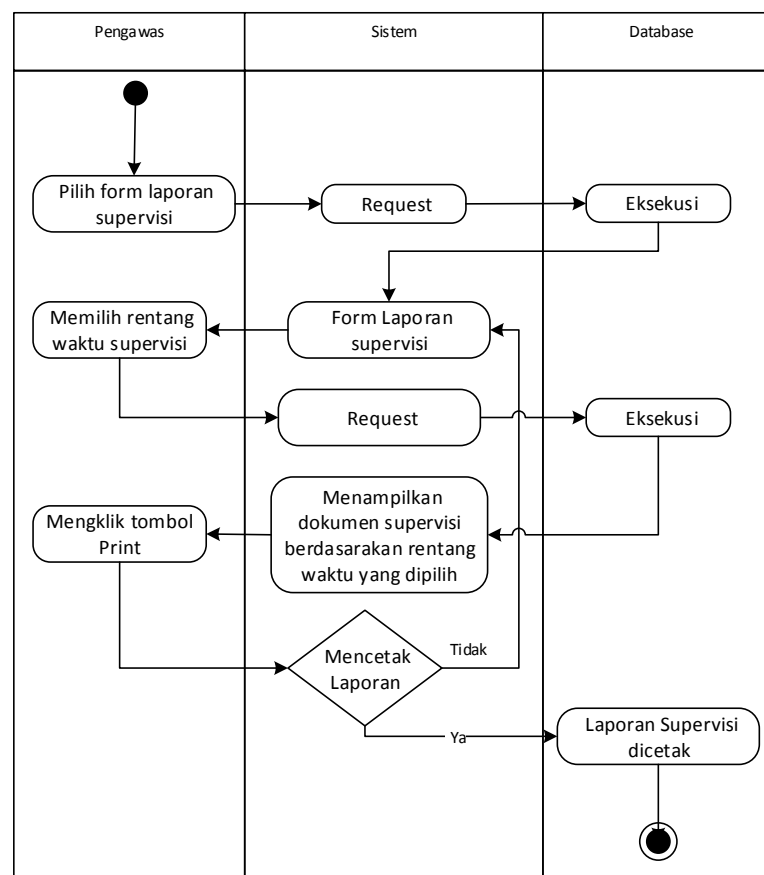 Pengawas
Sistem
Database
Pilih form laporan
supervisi
Request
Eksekusi
Memilih rentang
waktu supervisi
Form Laporan
supervisi
Request
Eksekusi
Mengklik tombol
Print
Menampilkan
dokumen supervisi
berdasarakan rentang
waktu yang dipilih
Mencetak
Laporan
Tidak
Ya
Laporan Supervisi
dicetak